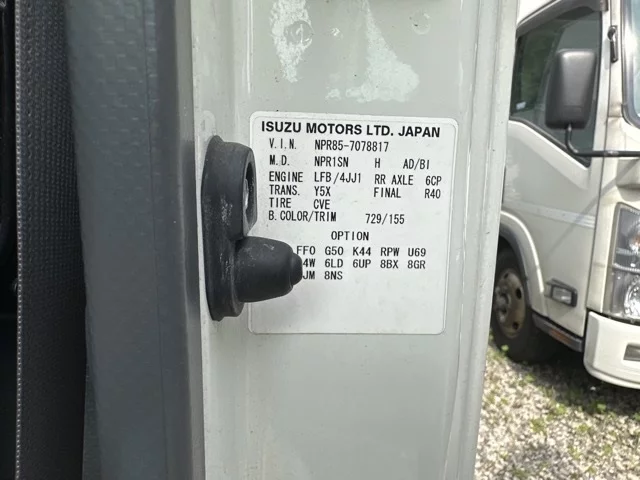 ISUZU MOTORS LTD. JAPAN
V.I.N. NPR85-7078817
M.D. NPR1SN H AD/BI
ENGINE LFB/4JJ1 RR AXLE 6CP
TRANS. Y5X FINAL R40
TIRE CVE
B.COLOR/TRIM 729/155
OPTION
FF0 G50 K44 RPW U69
6LD 6UP 8BX 8GR
8NS